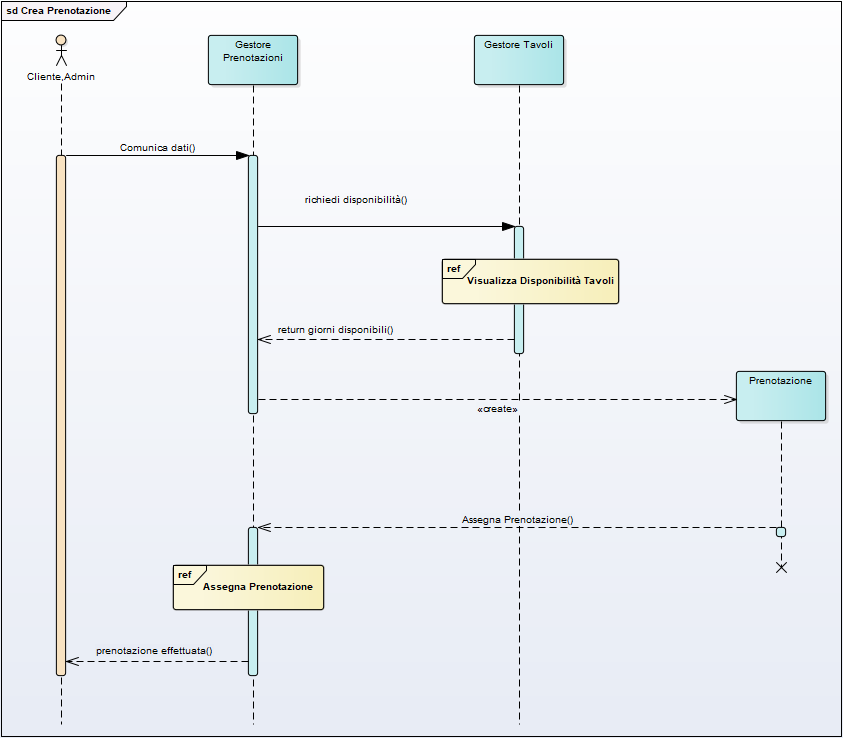 sd Crea Prenotazione
Cliente,Admin
Gestore
Prenotazioni
Gestore Tavoli
Comunica dati()
richiedi disponibilità()
ref
Visualizza Disponibilità Tavoli
return giorni disponibili()
Prenotazione
«create»
Assegna Prenotazione()
ref
Assegna Prenotazione
prenotazione effettuata()